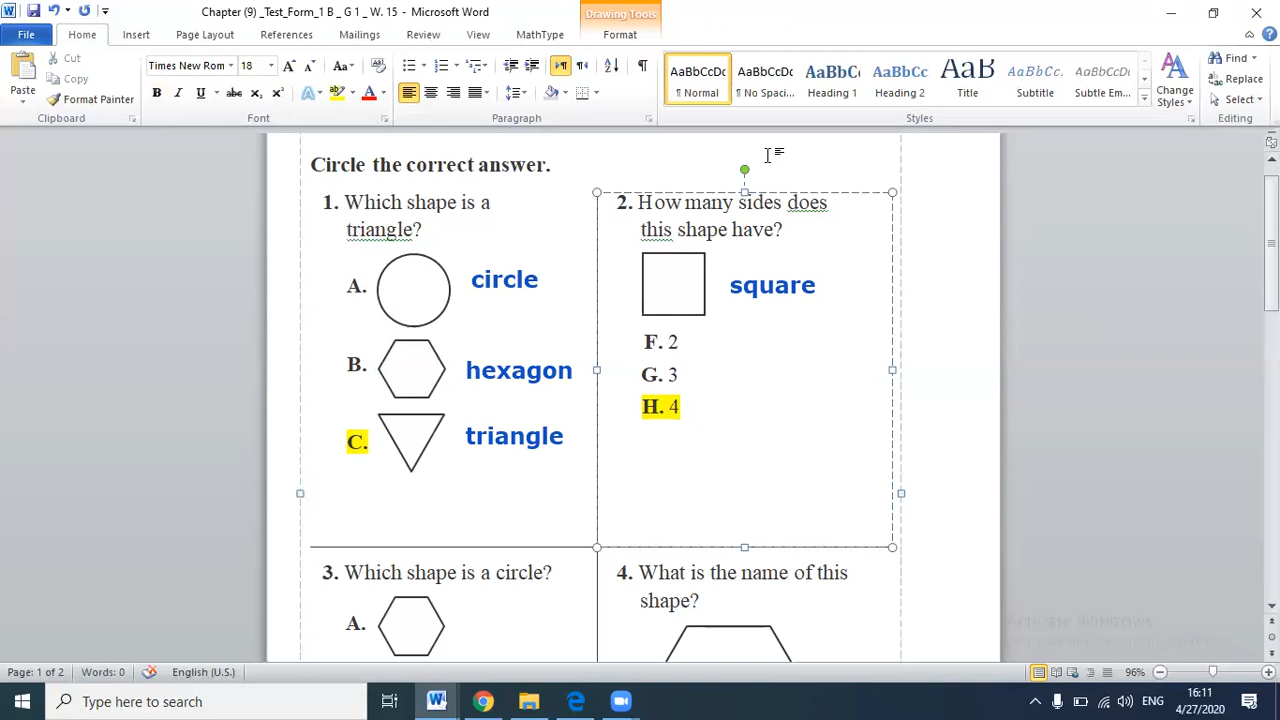 Chapter (9) _Test_Form_1 B _ G 1 _ W. 15 - Microsoft Word
Drawing Tools
File Home Insert Page Layout References Mailings Review View MathType Format
Paste
Cut
Copy
Format Painter
Clipboard
Times New Rom 18
Font
Paragraph
AaBbCcDc AaBbCcDc AaBbCc AaBbCc AaB AaBbCc. AaBbCcDc
¶ Normal ¶ No Spaci... Heading 1 Heading 2 Title Subtitle Subtle Em...
Styles
Change Styles
Find
Replace
Select
Editing
Circle the correct answer.
1. Which shape is a
triangle?
A. circle
B. hexagon
C. triangle
2. How many sides does
this shape have?
square
F. 2
G. 3
H. 4
3. Which shape is a circle?
A.
4. What is the name of this
shape?
Activate Windows
Page: 1 of 2 Words: 0 English (U.S.) 96%
Type here to search
ENG
16:11
4/27/2020